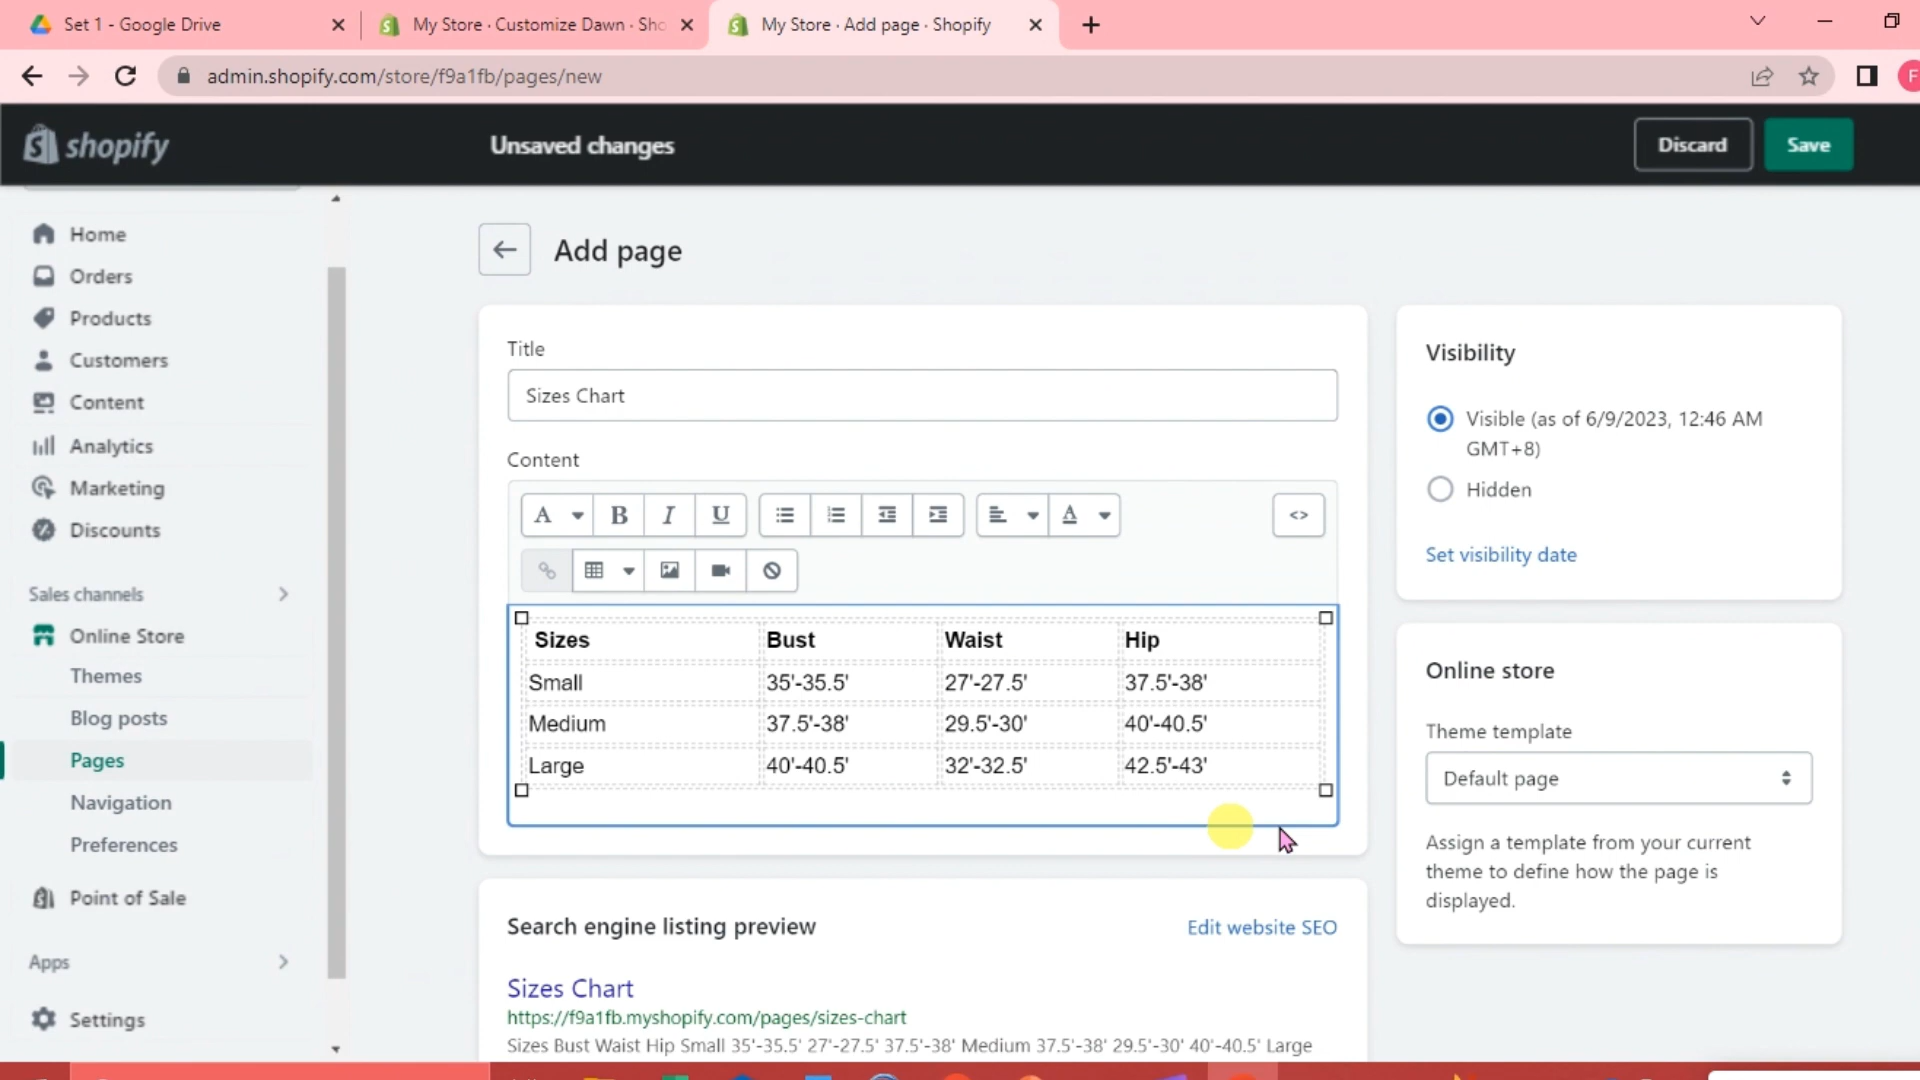 Set 1 - Google Drive
My Store · Customize Dawn · Sho
My Store · Add page · Shopify
admin.shopify.com/store/f9a1fb/pages/new
F
shopify
Unsaved changes
Discard
Save
Home
Orders
Products
Customers
Content
Analytics
Marketing
Discounts
Sales channels
Online Store
Themes
Blog posts
Pages
Navigation
Preferences
Point of Sale
Apps
Settings
Add page
Title
Sizes Chart
Content
A B I U A <>
Sizes Bust Waist Hip
Small 35'-35.5' 27'-27.5' 37.5'-38'
Medium 37.5'-38' 29.5'-30' 40'-40.5'
Large 40'-40.5' 32'-32.5' 42.5'-43'
Search engine listing preview
Edit website SEO
Sizes Chart
https://f9a1fb.myshopify.com/pages/sizes-chart
Sizes Bust Waist Hip Small 35'-35.5' 27'-27.5' 37.5'-38' Medium 37.5'-38' 29.5'-30' 40'-40.5' Large
Visibility
Visible (as of 6/9/2023, 12:46 AM
GMT+8)
Hidden
Set visibility date
Online store
Theme template
Default page
Assign a template from your current
theme to define how the page is
displayed.